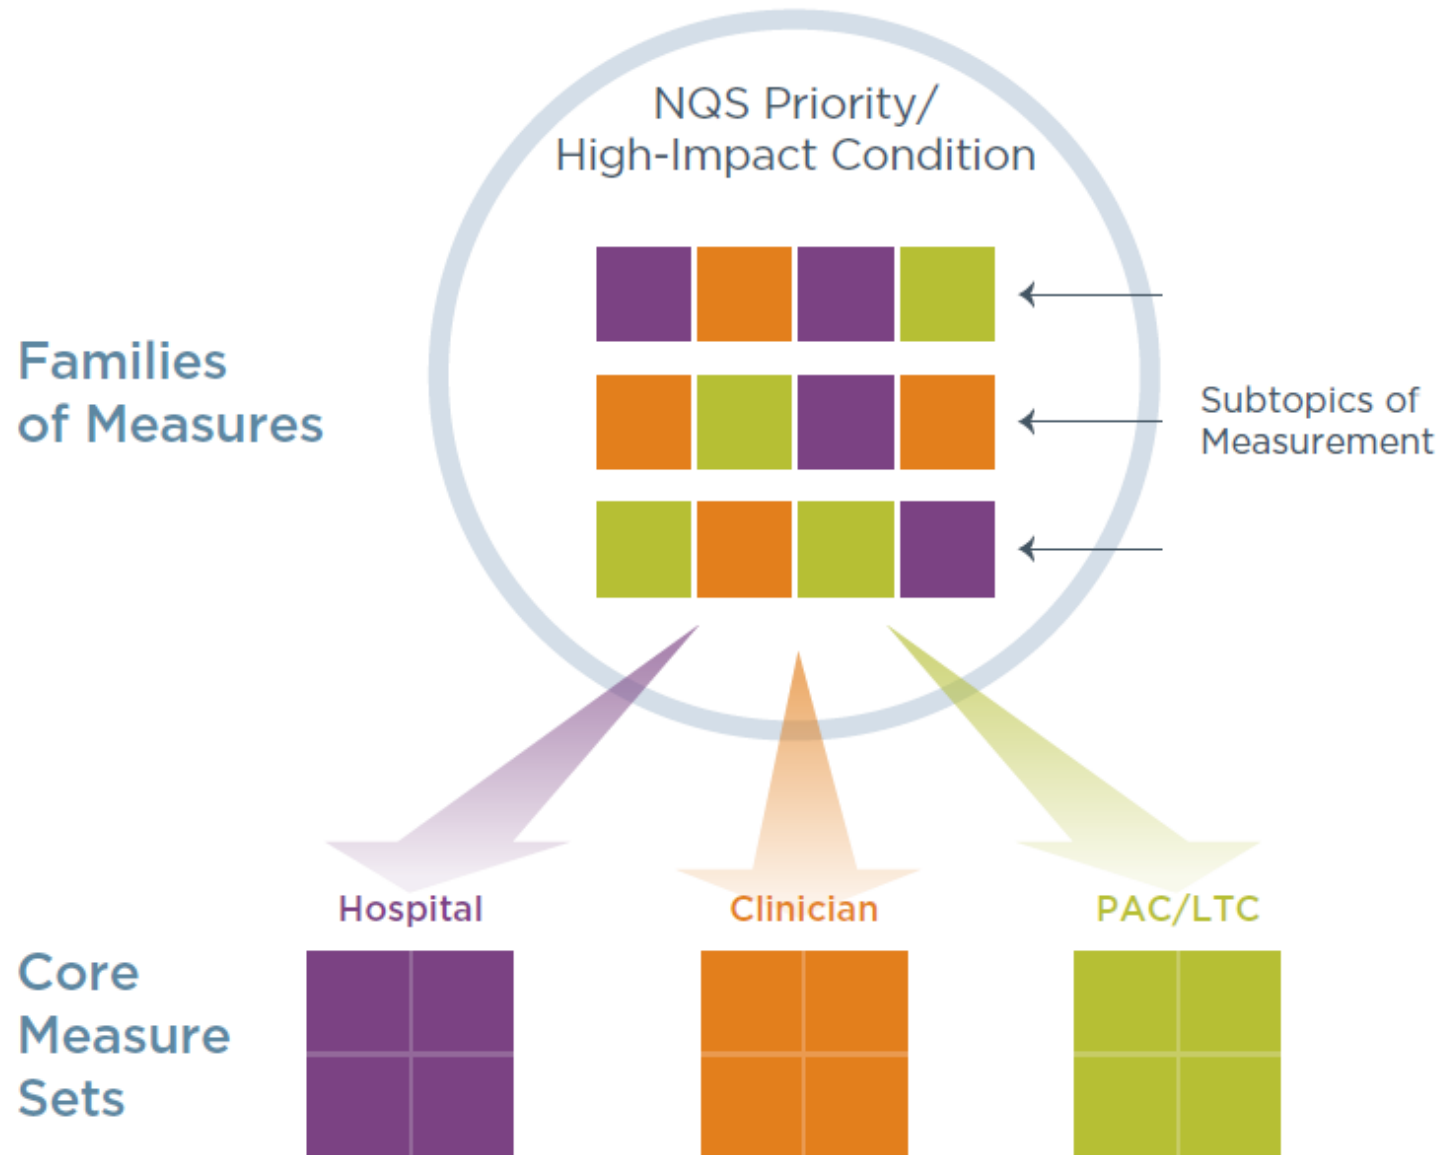 NQS Priority/
High-Impact Condition
Families
of Measures
Subtopics of
Measurement
Hospital
Clinician
PAC/LTC
Core
Measure
Sets